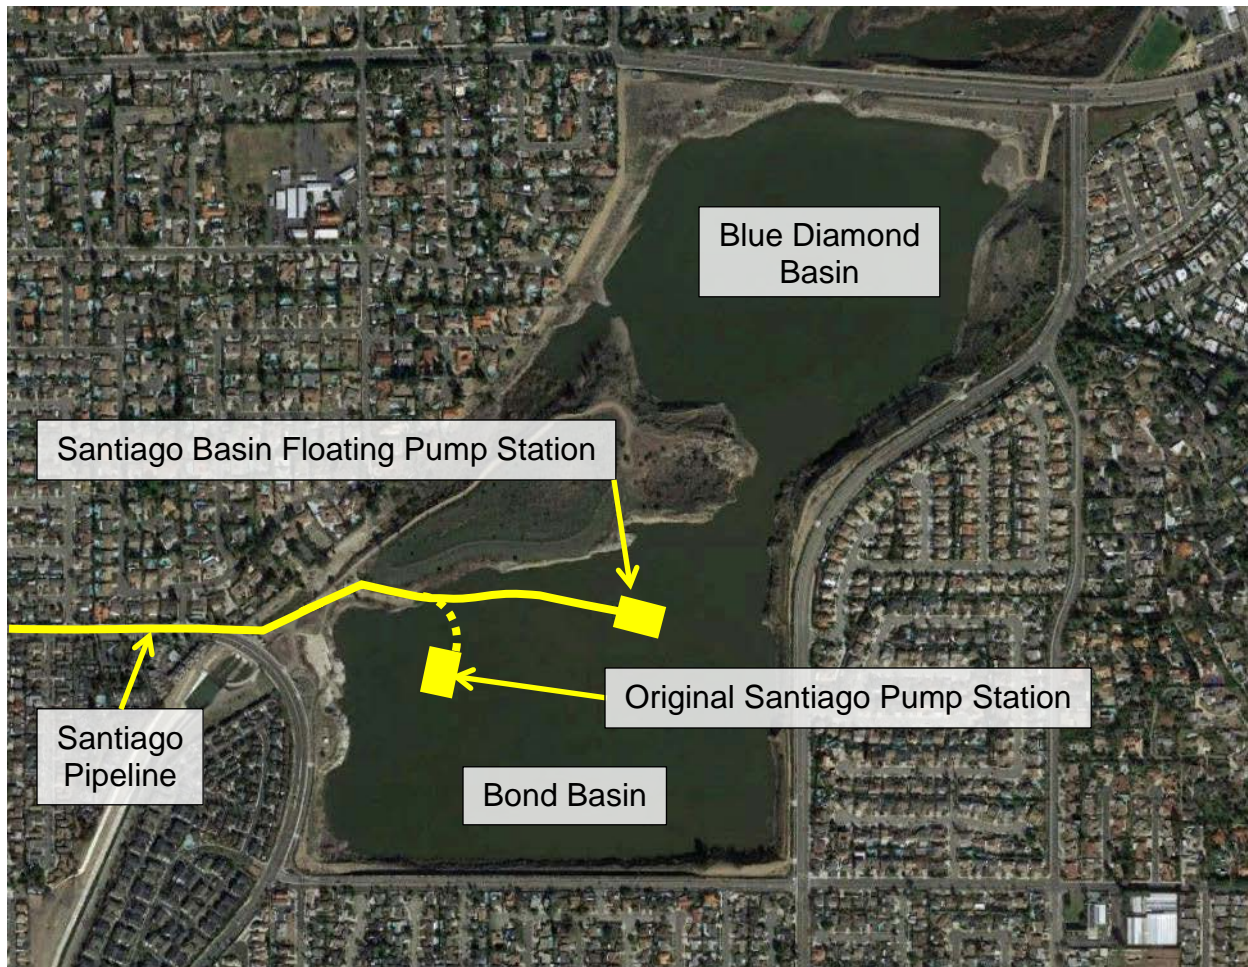 Blue Diamond
Basin
Santiago Basin Floating Pump Station
Original Santiago Pump Station
Santiago
Pipeline
Bond Basin